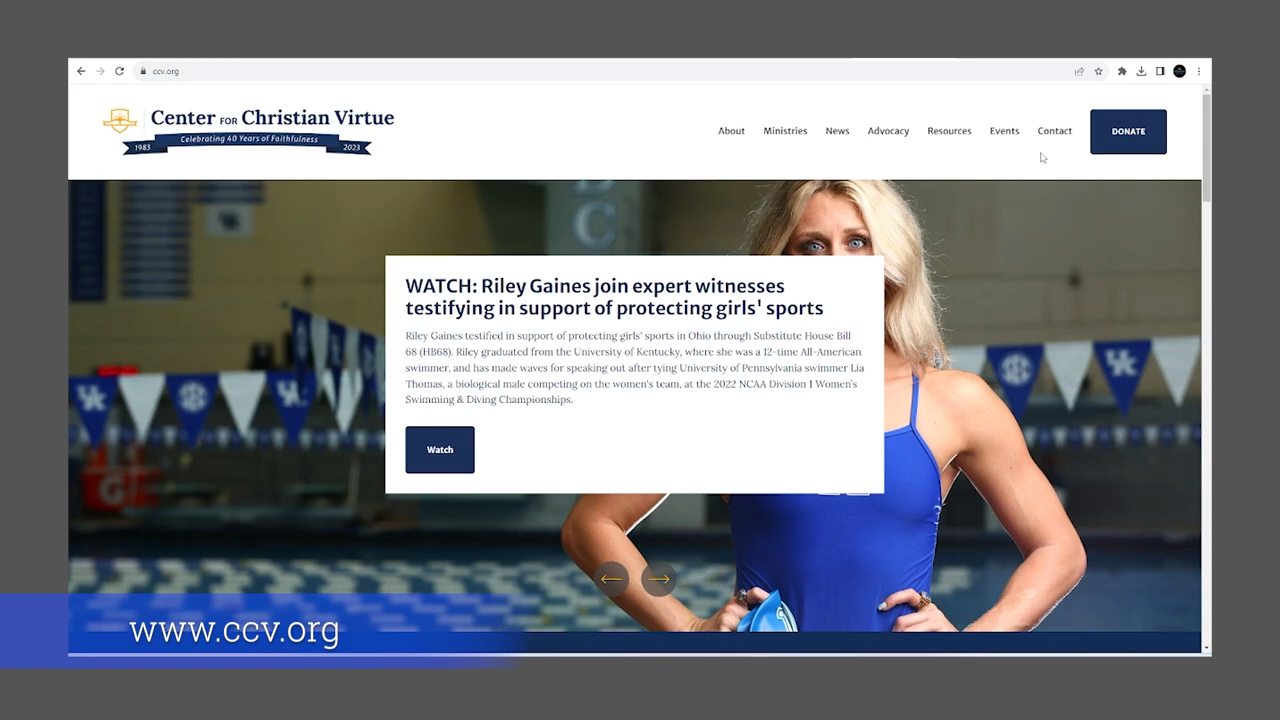 ccv.org
Center FOR Christian Virtue
Celebrating 40 Years of Faithfulness
1983
2023
About
Ministries
News
Advocacy
Resources
Events
Contact
DONATE
C
WATCH: Riley Gaines join expert witnesses
testifying in support of protecting girls' sports
Riley Gaines testified in support of protecting girls' sports in Ohio through Substitute House Bill
68 (HB68). Riley graduated from the University of Kentucky, where she was a 12-time All-American
swimmer, and has made waves for speaking out after tying University of Pennsylvania swimmer Lia
Thomas, a biological male competing on the women's team, at the 2022 NCAA Division I Women's
Swimming & Diving Championships.
Watch
UK
SEC
UK
SEC
UK
G
www.ccv.org